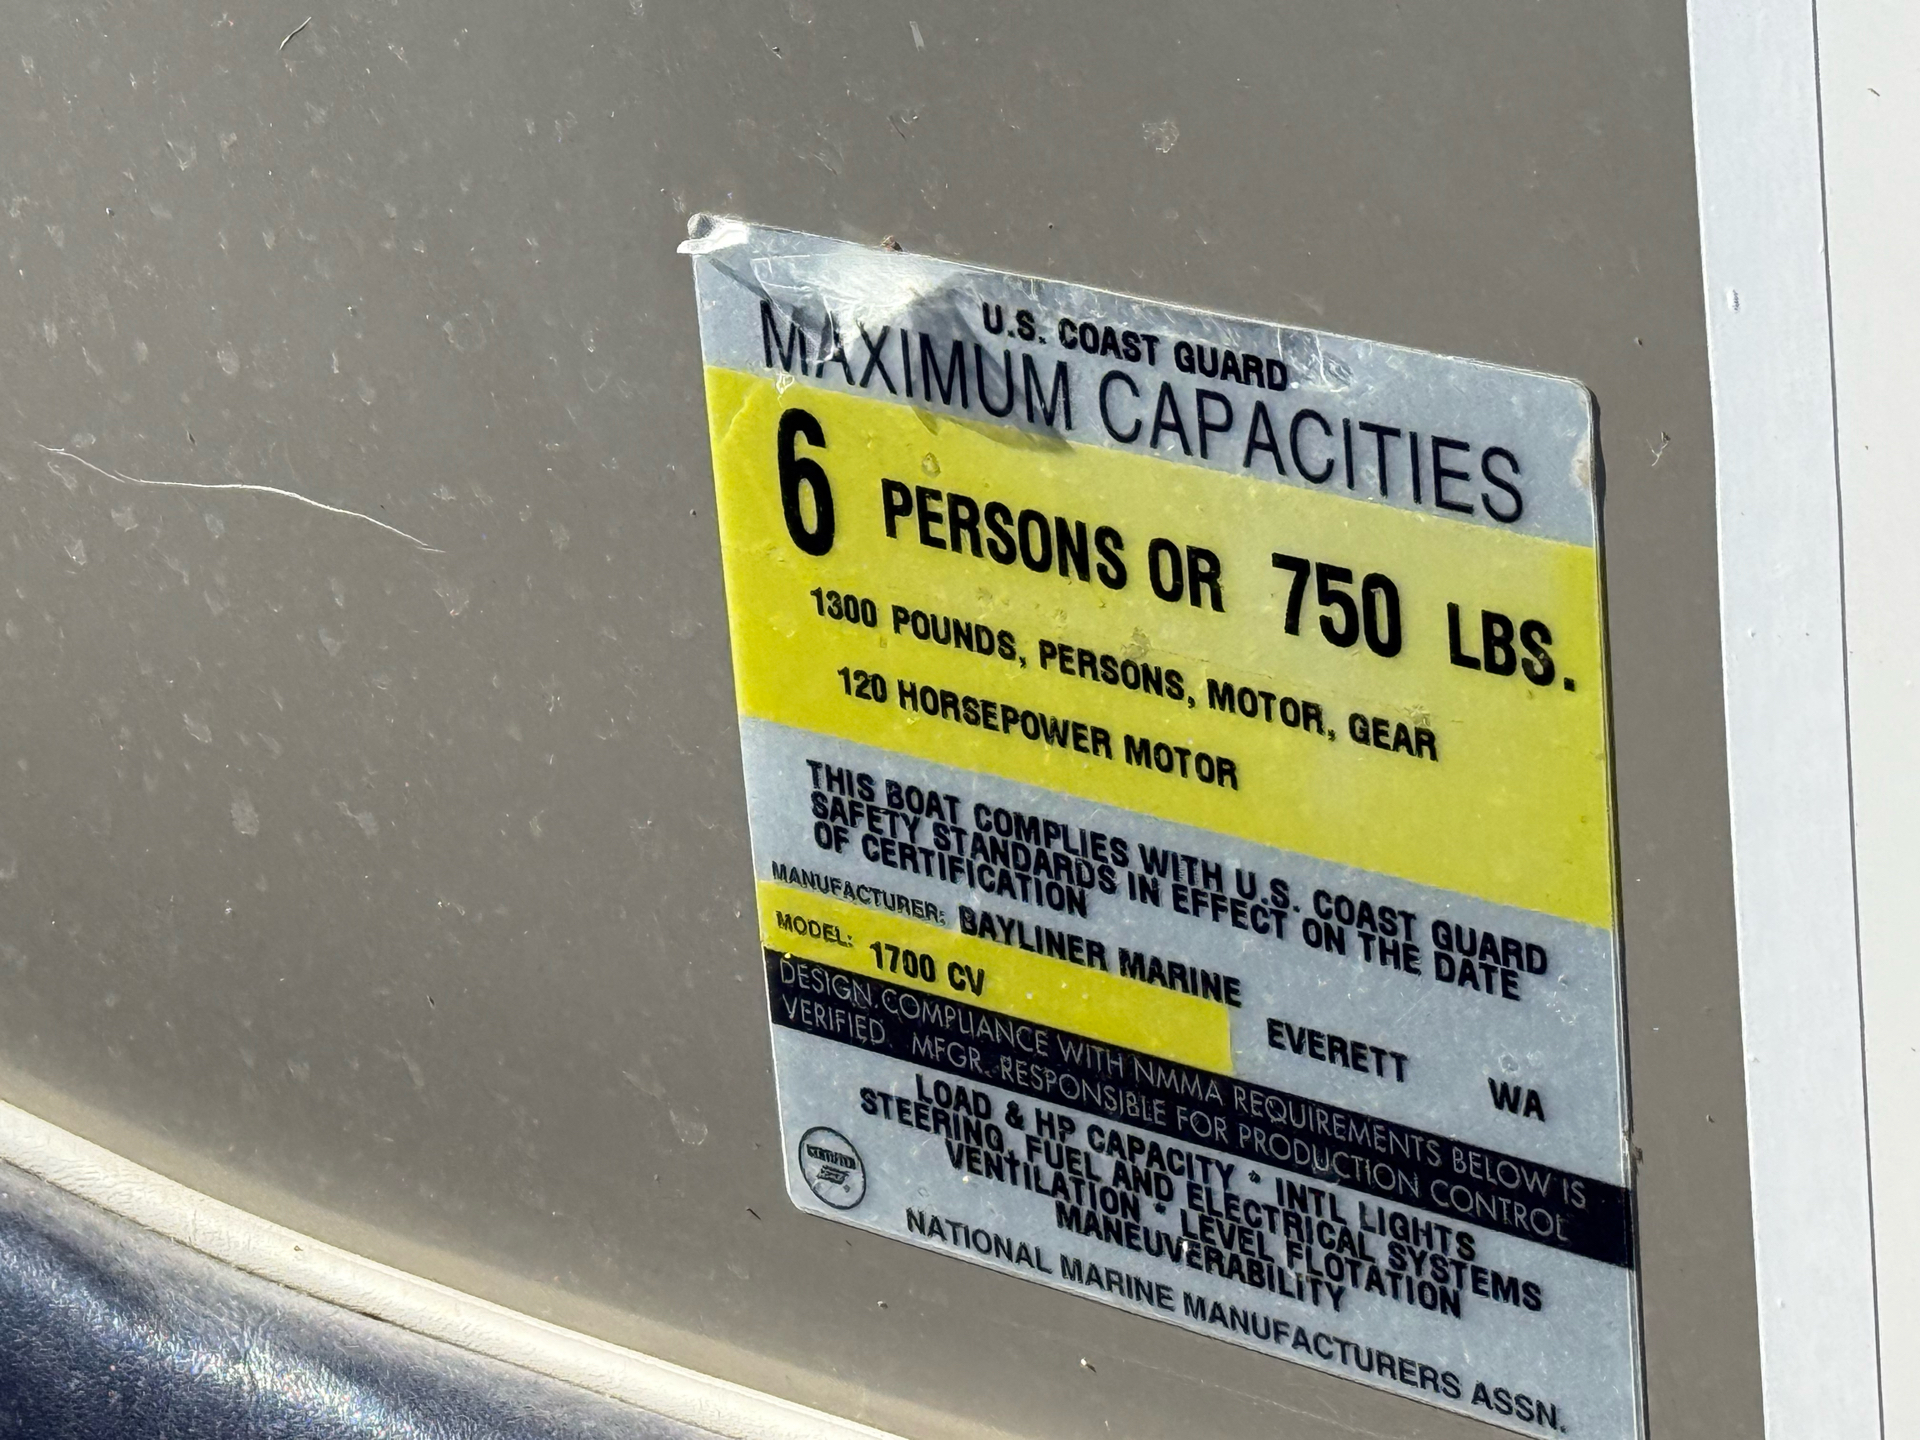 U.S. COAST GUARD
MAXIMUM CAPACITIES
6 PERSONS OR 750 LBS.
1300 POUNDS, PERSONS, MOTOR, GEAR
120 HORSEPOWER MOTOR
THIS BOAT COMPLIES WITH U.S. COAST GUARD
SAFETY STANDARDS IN EFFECT ON THE DATE
OF CERTIFICATION
MANUFACTURER: BAYLINER MARINE
MODEL: 1700 CV EVERETT WA
DESIGN COMPLIANCE WITH NMMA REQUIREMENTS BELOW IS
VERIFIED. MFGR. RESPONSIBLE FOR PRODUCTION CONTROL
LOAD & HP CAPACITY • INTL LIGHTS
STEERING, FUEL AND ELECTRICAL SYSTEMS
VENTILATION • LEVEL FLOTATION
MANEUVERABILITY
CERTIFIED
NATIONAL MARINE MANUFACTURERS ASSN.